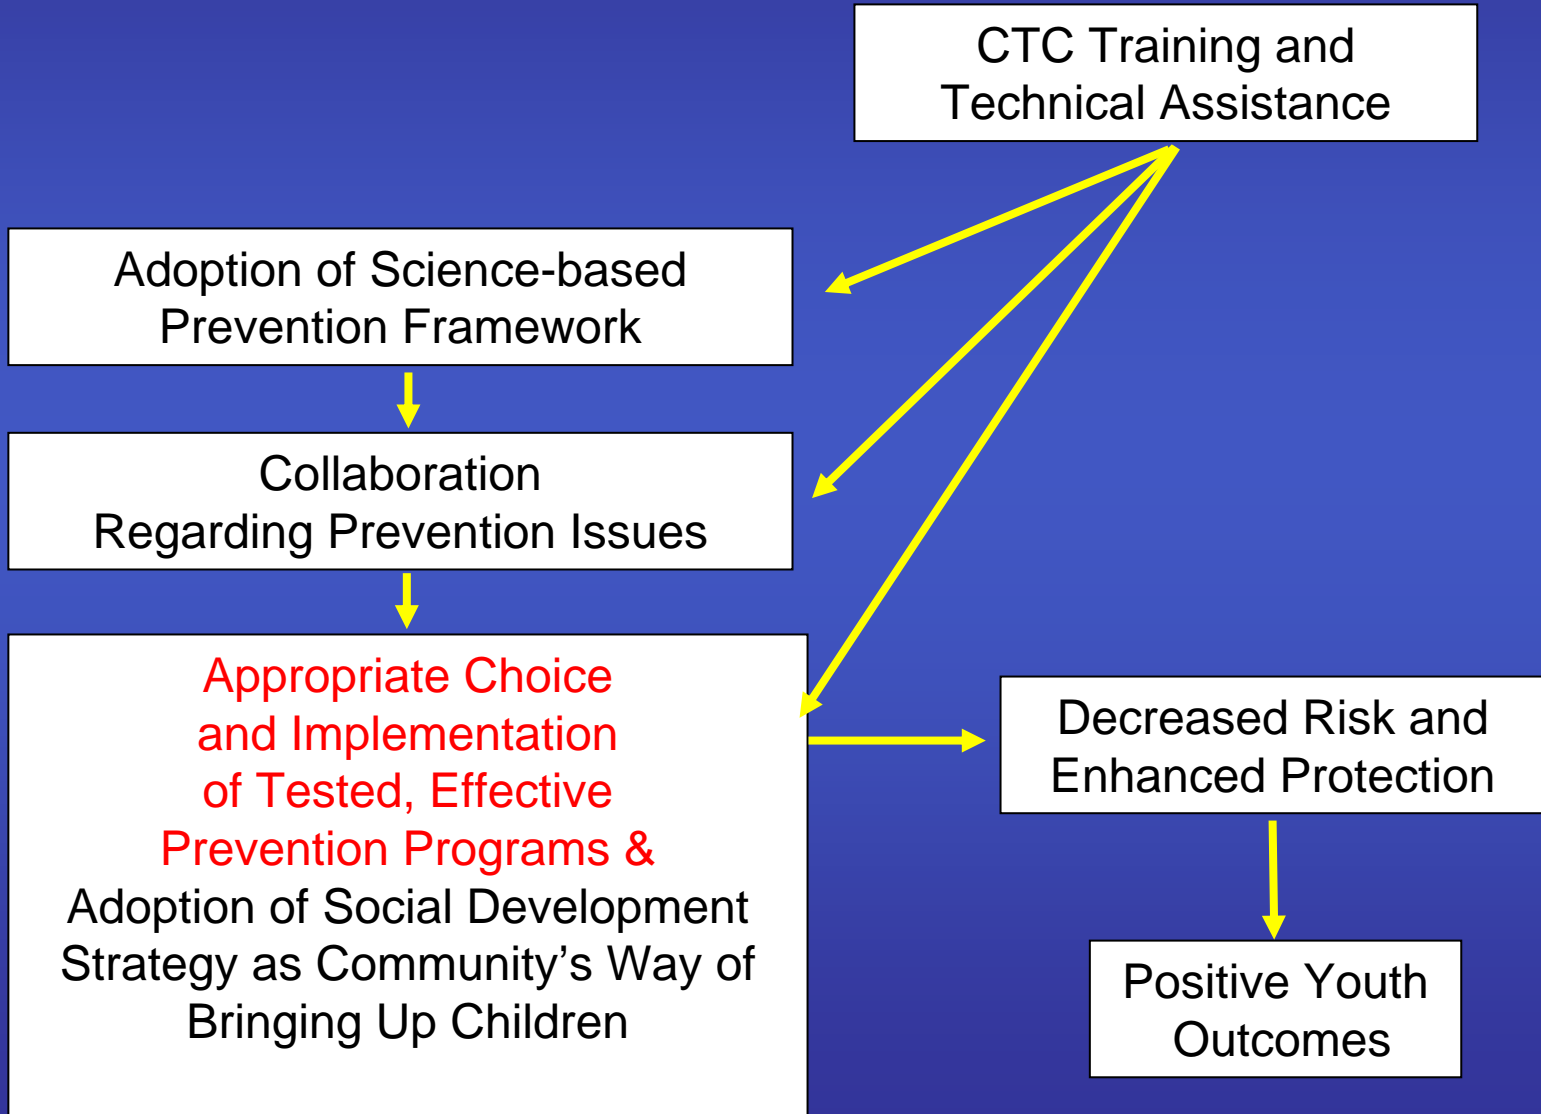 CTC Training and
Technical Assistance
Adoption of Science-based
Prevention Framework
Collaboration
Regarding Prevention Issues
Appropriate Choice
and Implementation
of Tested, Effective
Prevention Programs &
Adoption of Social Development
Strategy as Community’s Way of
Bringing Up Children
Decreased Risk and
Enhanced Protection
Positive Youth
Outcomes